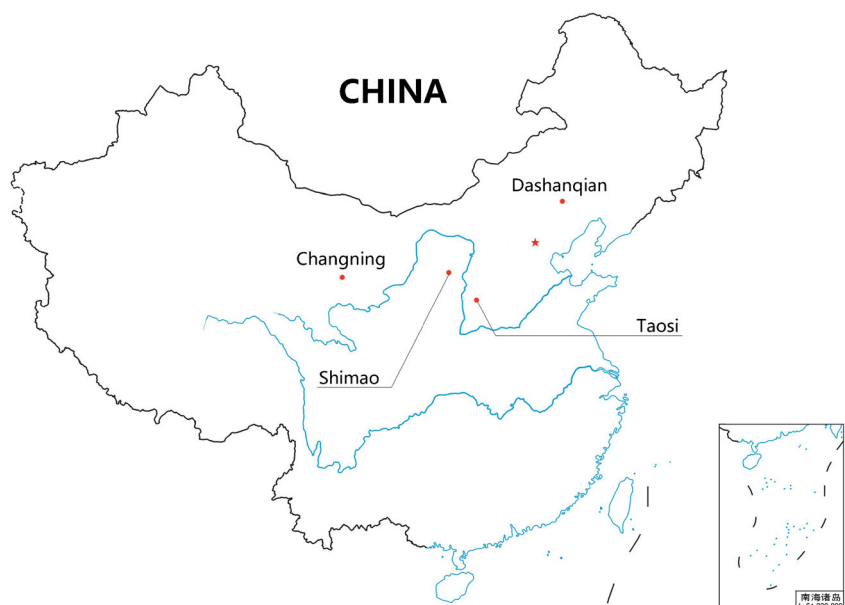 CHINA
Dashanqian
Changning
Taosi
Shimao
南海诸岛